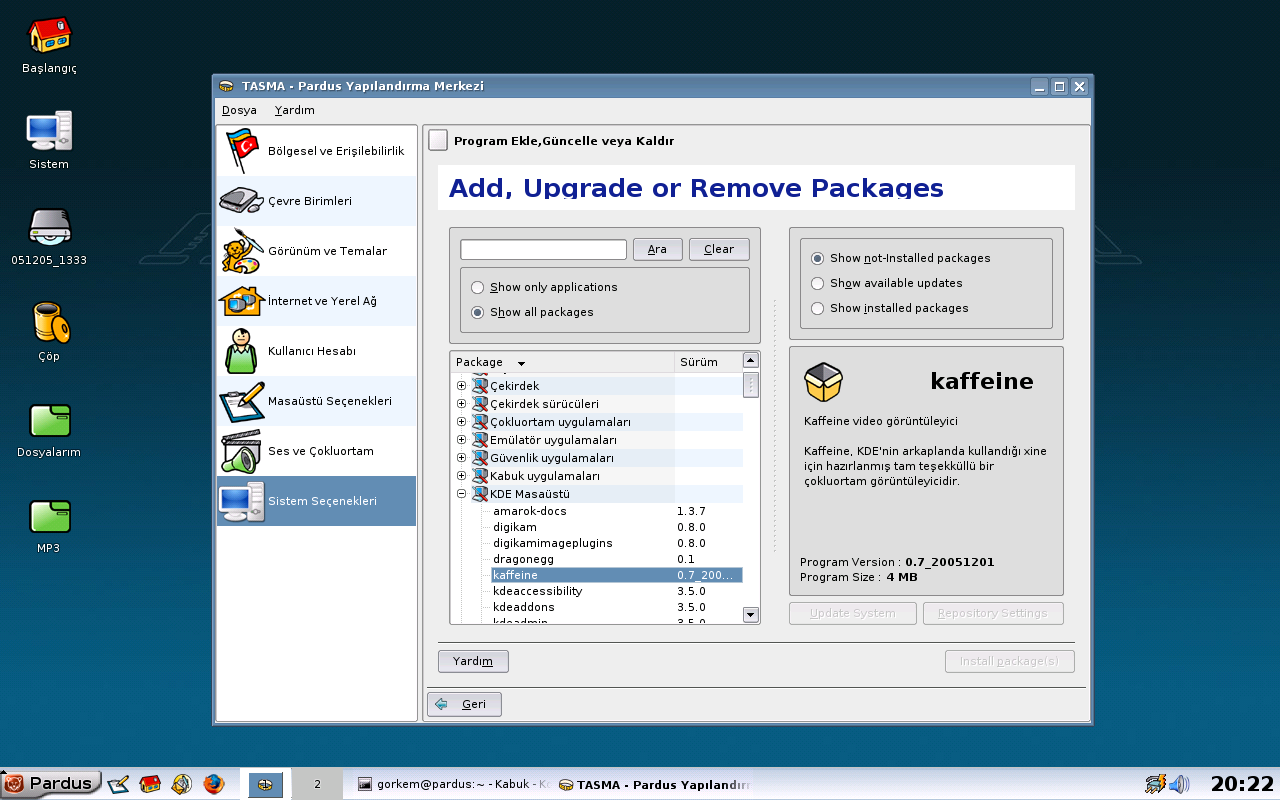 Başlangıç
Sistem
051205_1333
Çöp
Dosyalarım
MP3
TASMA - Pardus Yapılandırma Merkezi
Dosya Yardım
Bölgesel ve Erişilebilirlik
Çevre Birimleri
Görünüm ve Temalar
İnternet ve Yerel Ağ
Kullanıcı Hesabı
Masaüstü Seçenekleri
Ses ve Çokluortam
Sistem Seçenekleri
Program Ekle,Güncelle veya Kaldır
Add, Upgrade or Remove Packages
Ara Clear
Show only applications
Show all packages
Show not-Installed packages
Show available updates
Show installed packages
Package Sürüm
Çekirdek
Çekirdek sürücüleri
Çokluortam uygulamaları
Emülatör uygulamaları
Güvenlik uygulamaları
Kabuk uygulamaları
KDE Masaüstü
amarok-docs 1.3.7
digikam 0.8.0
digikamimageplugins 0.8.0
dragonegg 0.1
kaffeine 0.7_200...
kdeaccessibility 3.5.0
kdeaddons 3.5.0
kdeadmin 3.5.0
kaffeine
Kaffeine video görüntüleyici
Kaffeine, KDE'nin arkaplanda kullandığı xine
için hazırlanmış tam teşekküllü bir
çokluortam görüntüleyicidir.
Program Version : 0.7_20051201
Program Size : 4 MB
Update System Repository Settings
Yardım Install package(s)
Geri
Pardus 2 gorkem@pardus:~ - Kabuk - Ko TASMA - Pardus Yapılandır 20:22